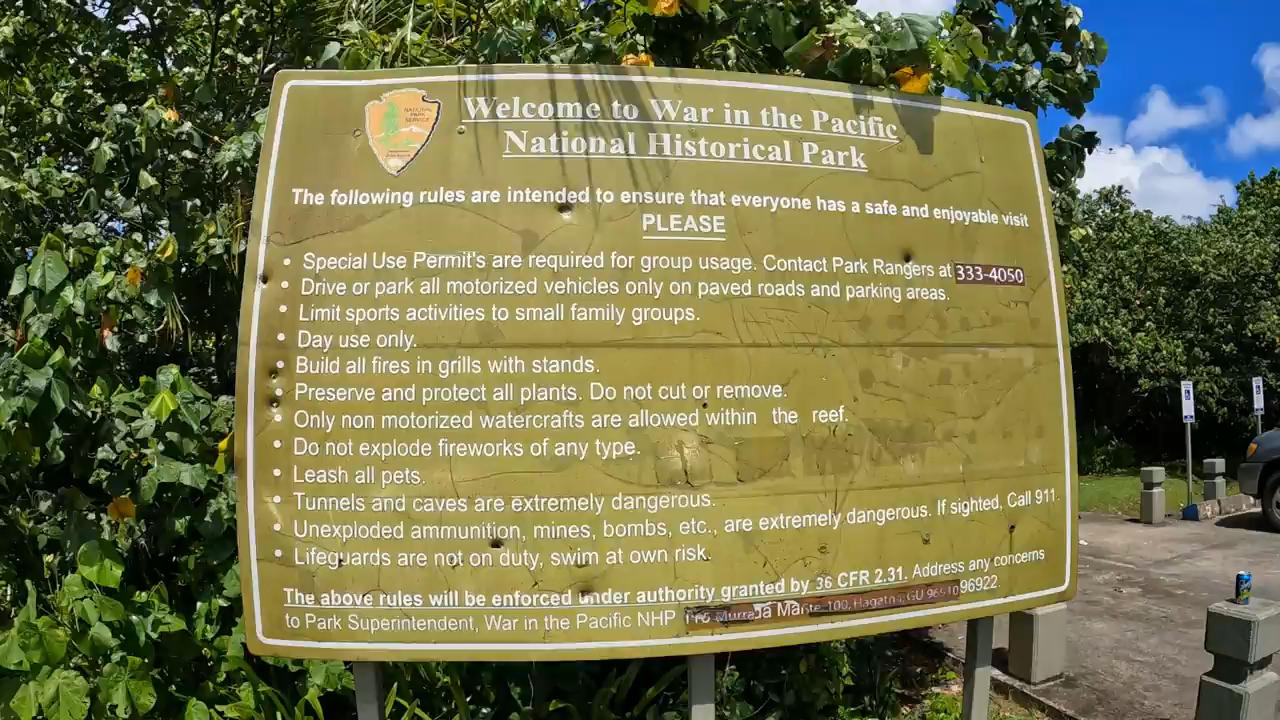 NATIONAL
PARK
SERVICE
Welcome to War in the Pacific
National Historical Park
The following rules are intended to ensure that everyone has a safe and enjoyable visit
PLEASE
• Special Use Permit's are required for group usage. Contact Park Rangers at 333-4050
• Drive or park all motorized vehicles only on paved roads and parking areas.
• Limit sports activities to small family groups.
• Day use only.
• Build all fires in grills with stands.
• Preserve and protect all plants. Do not cut or remove.
• Only non motorized watercrafts are allowed within the reef.
• Do not explode fireworks of any type.
• Leash all pets.
• Tunnels and caves are extremely dangerous.
• Unexploded ammunition, mines, bombs, etc., are extremely dangerous. If sighted, Call 911.
• Lifeguards are not on duty, swim at own risk.
The above rules will be enforced under authority granted by 36 CFR 2.31. Address any concerns
to Park Superintendent, War in the Pacific NHP 100, Hagatna, GU 96910 96922.